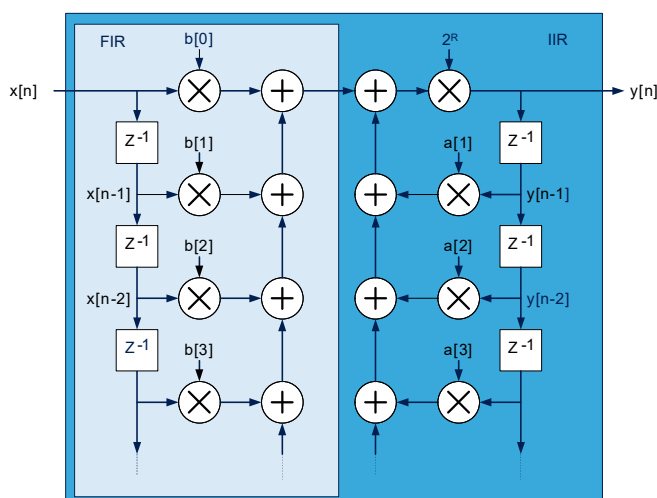 FIR b[0] 2ᴿ IIR
x[n] y[n]
Z⁻¹ b[1] a[1] Z⁻¹
x[n-1] y[n-1]
Z⁻¹ b[2] a[2] Z⁻¹
x[n-2] y[n-2]
Z⁻¹ b[3] a[3] Z⁻¹